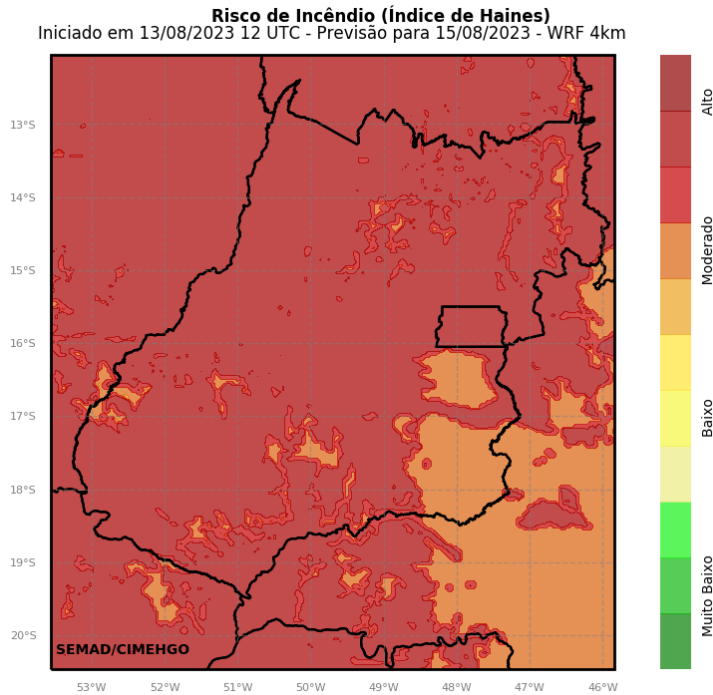 Risco de Incêndio (Índice de Haines)
Iniciado em 13/08/2023 12 UTC - Previsão para 15/08/2023 - WRF 4km
13°S
14°S
15°S
16°S
17°S
18°S
19°S
20°S
SEMAD/CIMEHGO
53°W 52°W 51°W 50°W 49°W 48°W 47°W 46°W
Alto
Moderado
Baixo
Muito Baixo